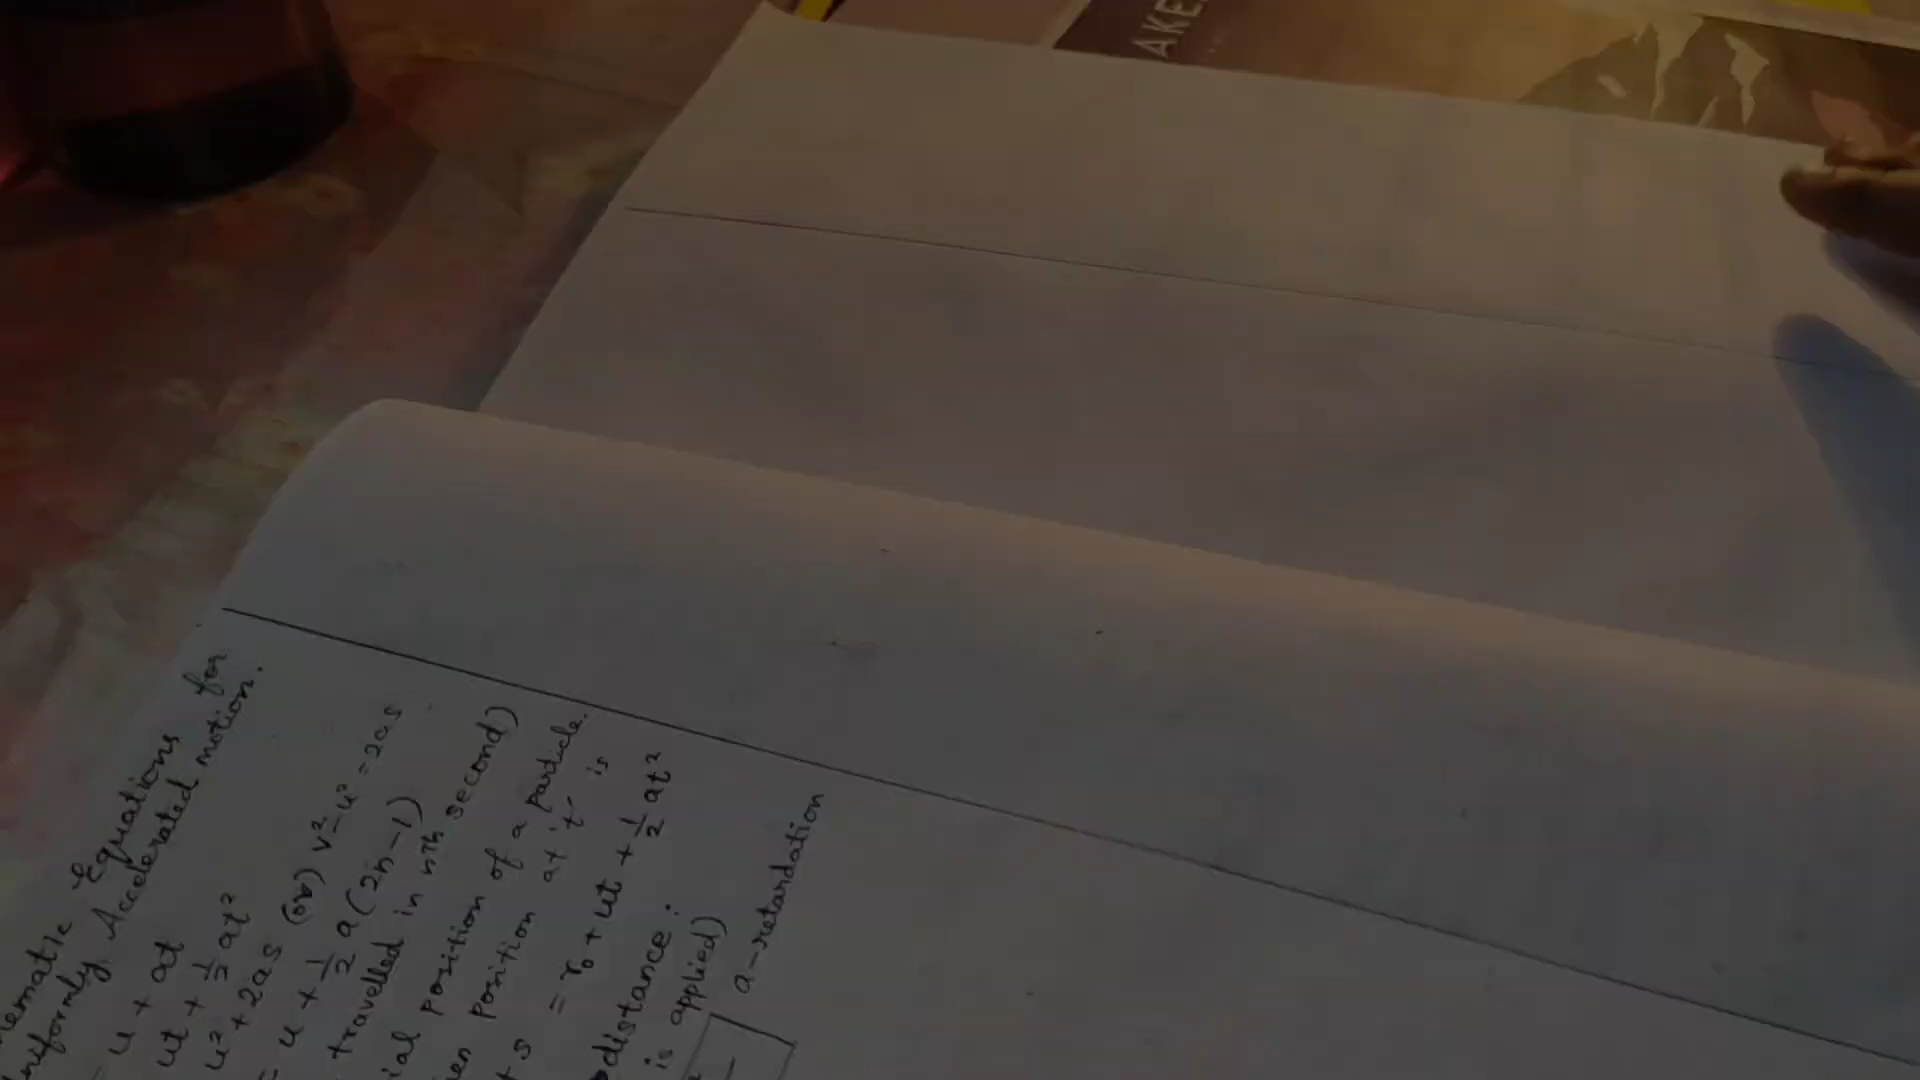 AKE
Equations for
uniformly Accelerated motion.
= u + at
ut + 1/2 at²
u² + 2as (or) v² - u² = 2as
= u + 1/2 a(2n-1)
travelled in nth second)
position of a particle.
position at 't' is
+ s = r₀ + ut + 1/2 at²
distance:
is applied)
a-retardation